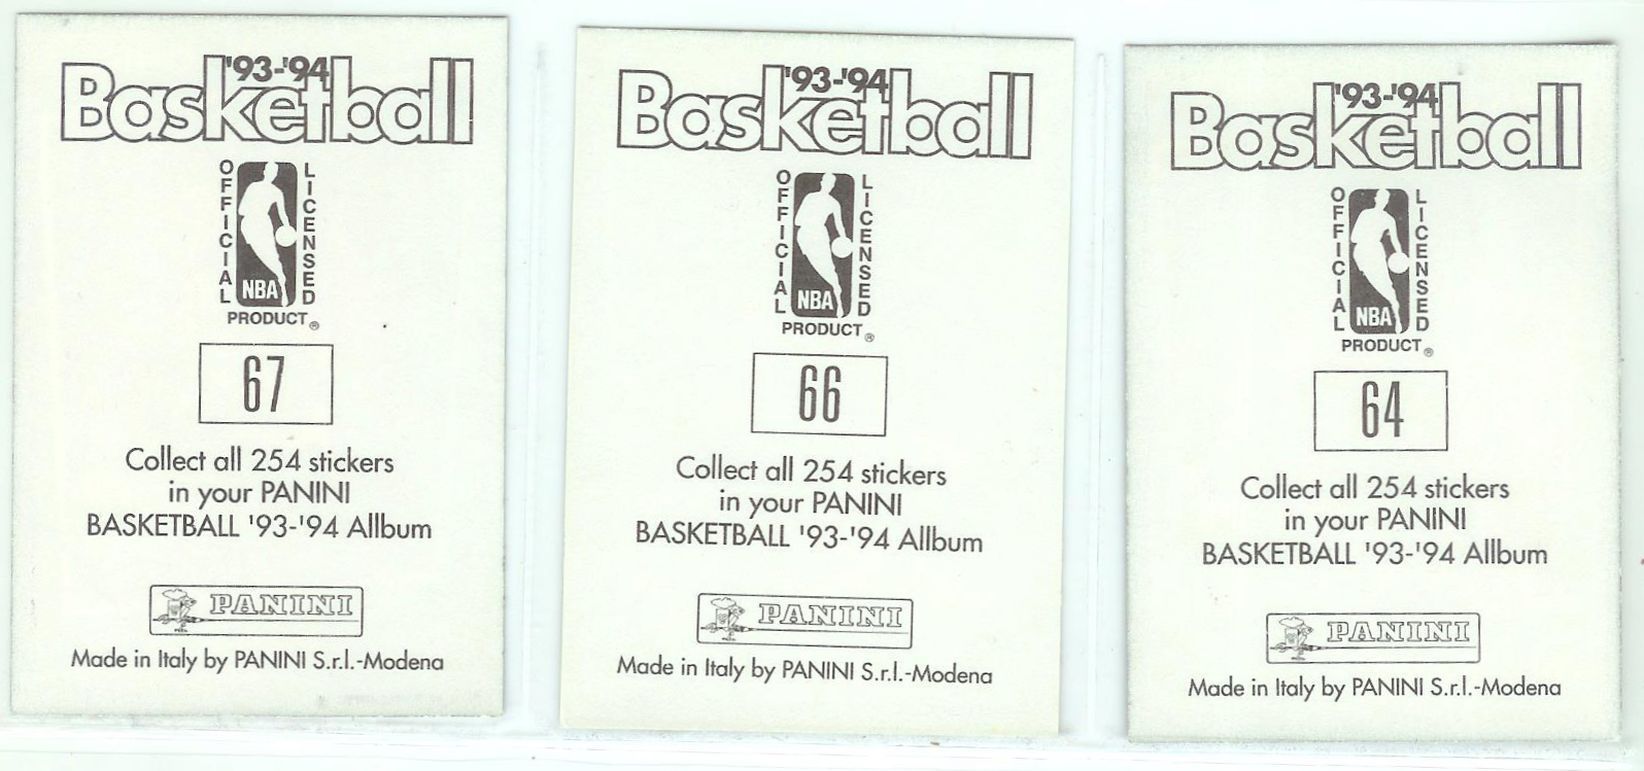 '93-'94
Basketball
OFFICIAL
LICENSED
NBA
PRODUCT®
67
Collect all 254 stickers
in your PANINI
BASKETBALL '93-'94 Allbum
PANINI
Made in Italy by PANINI S.r.l.-Modena
'93-'94
Basketball
OFFICIAL
LICENSED
NBA
PRODUCT®
66
Collect all 254 stickers
in your PANINI
BASKETBALL '93-'94 Allbum
PANINI
Made in Italy by PANINI S.r.l.-Modena
'93-'94
Basketball
OFFICIAL
LICENSED
NBA
PRODUCT®
64
Collect all 254 stickers
in your PANINI
BASKETBALL '93-'94 Allbum
PANINI
Made in Italy by PANINI S.r.l.-Modena